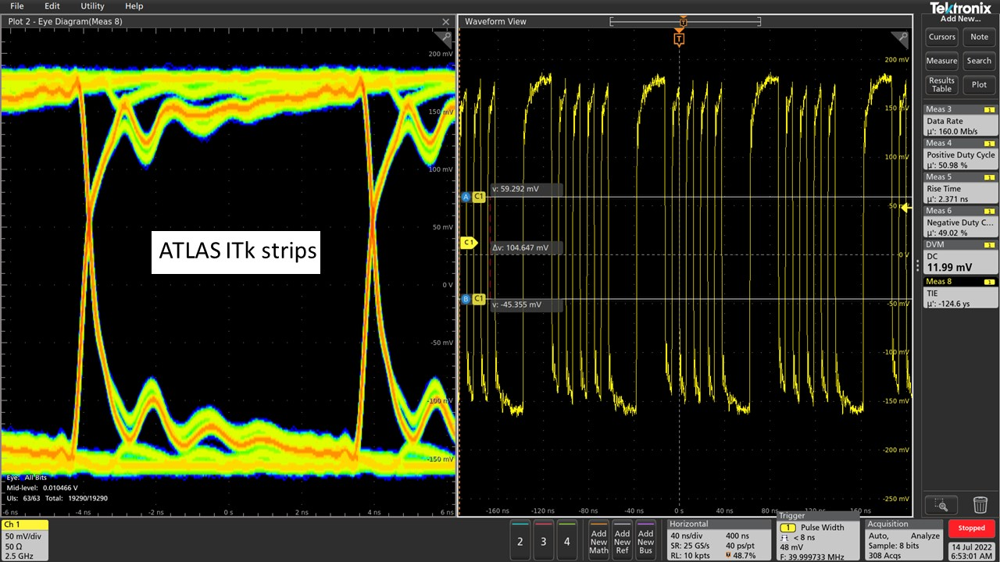 File Edit Utility Help
Tektronix
Add New...
Plot 2 - Eye Diagram(Meas 8)
200 mV
150 mV
100 mV
50 mV
0 V
-50 mV
-100 mV
-150 mV
ATLAS ITk strips
Eye: All Bits
Mid-level: 0.010466 V
UIs: 63/63 Total: 19290/19290
-6 ns -4 ns -2 ns 0 s 2 ns 4 ns 6 ns
Waveform View
T
T
200 mV
150 mV
100 mV
50 mV
0 V
-50 mV
-100 mV
-150 mV
-200 mV
-250 mV
A C1
v: 59.292 mV
C 1
Δv: 104.647 mV
B C1
v: -45.355 mV
-160 ns -120 ns -80 ns -40 ns 0 s 40 ns 80 ns 120 ns 160 ns
Cursors Note
Measure Search
Results Table Plot
Meas 3 1
Data Rate
μ': 160.0 Mb/s
Meas 4 1
Positive Duty Cycle
μ': 50.98 %
Meas 5 1
Rise Time
μ': 2.371 ns
Meas 6 1
Negative Duty C...
μ': 49.02 %
DVM 1
DC
11.99 mV
Meas 8 1
TIE
μ': -124.6 ys
Ch 1
50 mV/div
50 Ω
2.5 GHz
2 3 4
Add New Math
Add New Ref
Add New Bus
Horizontal
40 ns/div 400 ns
SR: 25 GS/s 40 ps/pt
RL: 10 kpts 48.7%
Trigger
1 Pulse Width
< 8 ns
48 mV
F: 39.999733 MHz
Acquisition
Auto, Analyze
Sample: 8 bits
308 Acqs
Stopped
14 Jul 2022
6:53:01 AM